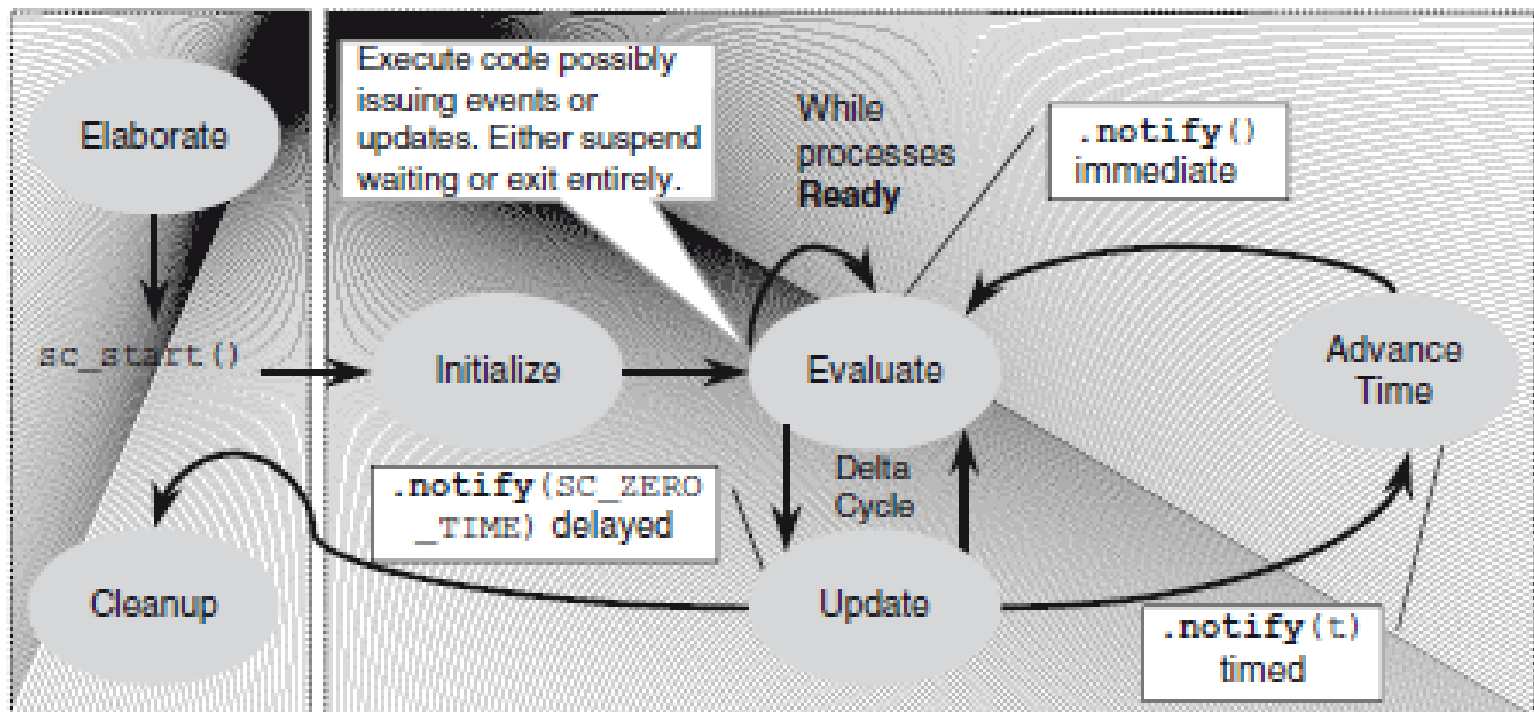 Elaborate
sc_start()
Cleanup
Execute code possibly
issuing events or
updates. Either suspend
waiting or exit entirely.
While
processes
Ready
.notify()
immediate
Initialize
Evaluate
Advance
Time
.notify(SC_ZERO
_TIME) delayed
Delta
Cycle
Update
.notify(t)
timed